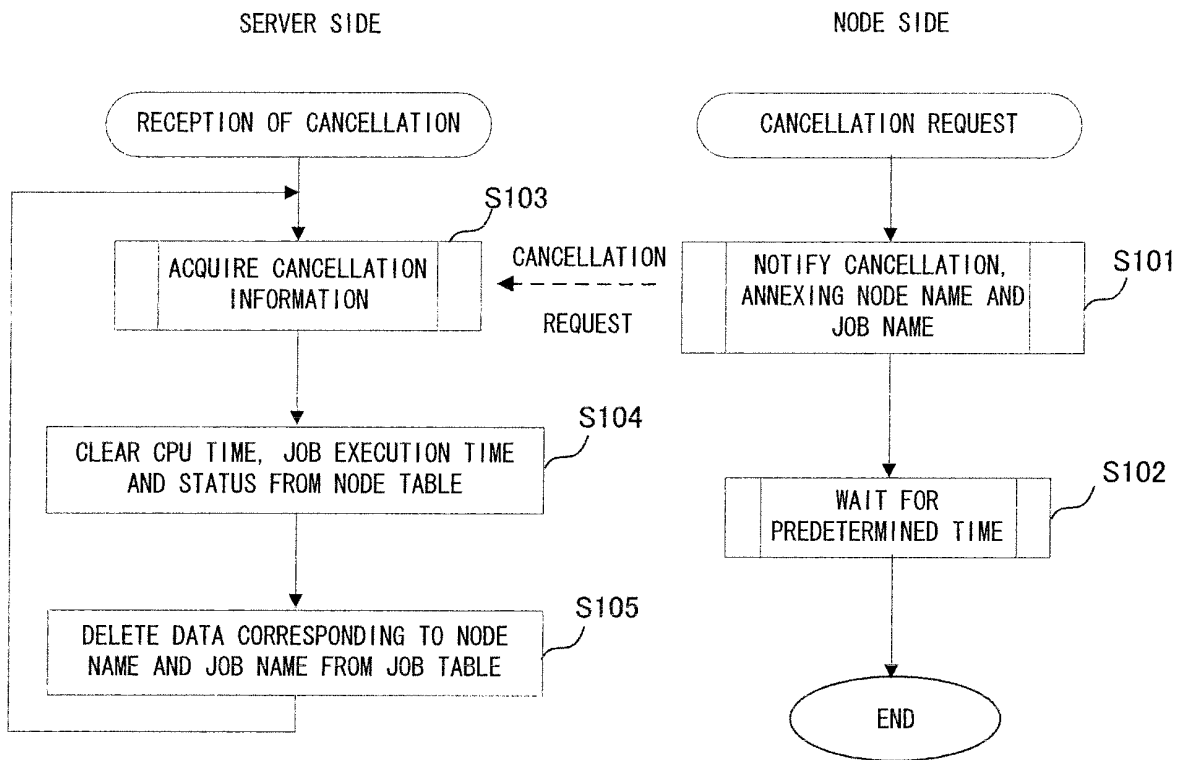 SERVER SIDE
NODE SIDE
RECEPTION OF CANCELLATION
CANCELLATION REQUEST
S103
ACQUIRE CANCELLATION
INFORMATION
CANCELLATION
REQUEST
S101
NOTIFY CANCELLATION,
ANNEXING NODE NAME AND
JOB NAME
S104
CLEAR CPU TIME, JOB EXECUTION TIME
AND STATUS FROM NODE TABLE
S102
WAIT FOR
PREDETERMINED TIME
S105
DELETE DATA CORRESPONDING TO NODE
NAME AND JOB NAME FROM JOB TABLE
END